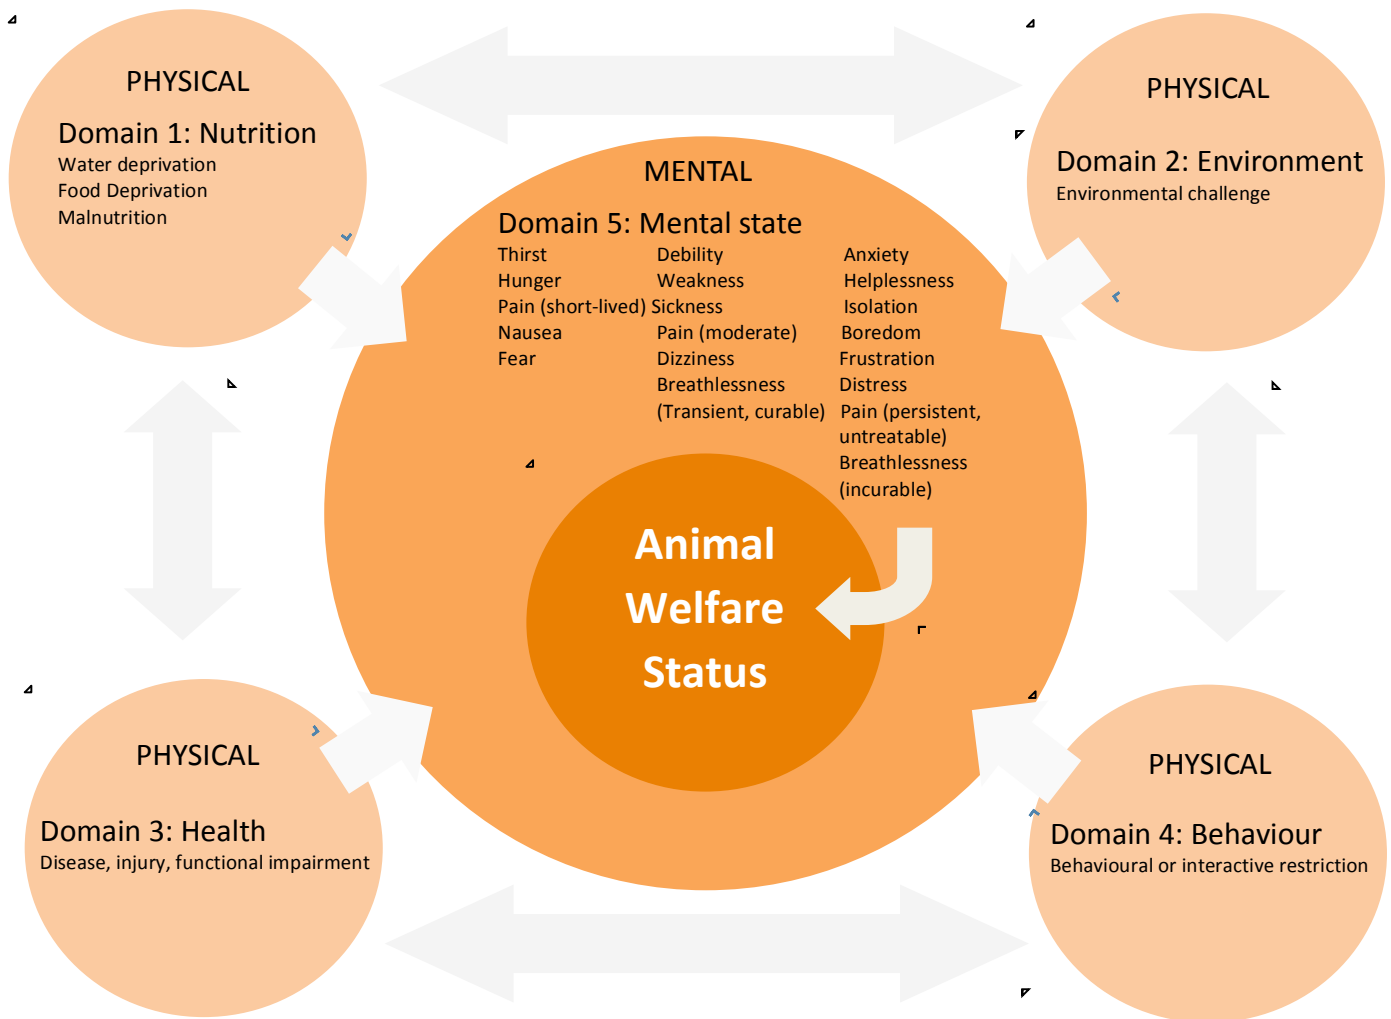 PHYSICAL
Domain 1: Nutrition
Water deprivation
Food Deprivation
Malnutrition
PHYSICAL
Domain 2: Environment
Environmental challenge
MENTAL
Domain 5: Mental state
Thirst
Hunger
Pain (short-lived)
Nausea
Fear
Debility
Weakness
Sickness
Pain (moderate)
Dizziness
Breathlessness
(Transient, curable)
Anxiety
Helplessness
Isolation
Boredom
Frustration
Distress
Pain (persistent,
untreatable)
Breathlessness
(incurable)
Animal
Welfare
Status
PHYSICAL
Domain 3: Health
Disease, injury, functional impairment
PHYSICAL
Domain 4: Behaviour
Behavioural or interactive restriction